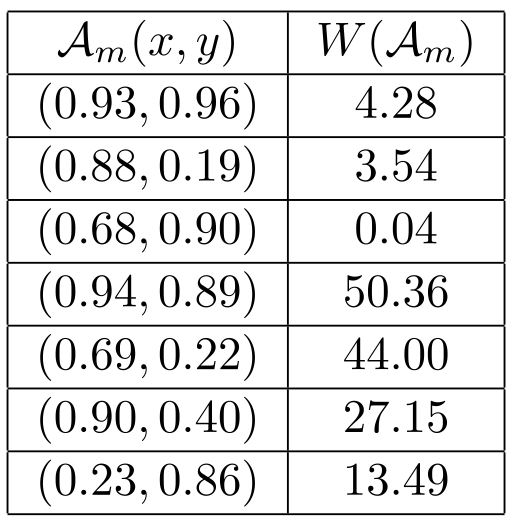 𝒜ₘ(x, y) W(𝒜ₘ)
(0.93, 0.96) 4.28
(0.88, 0.19) 3.54
(0.68, 0.90) 0.04
(0.94, 0.89) 50.36
(0.69, 0.22) 44.00
(0.90, 0.40) 27.15
(0.23, 0.86) 13.49